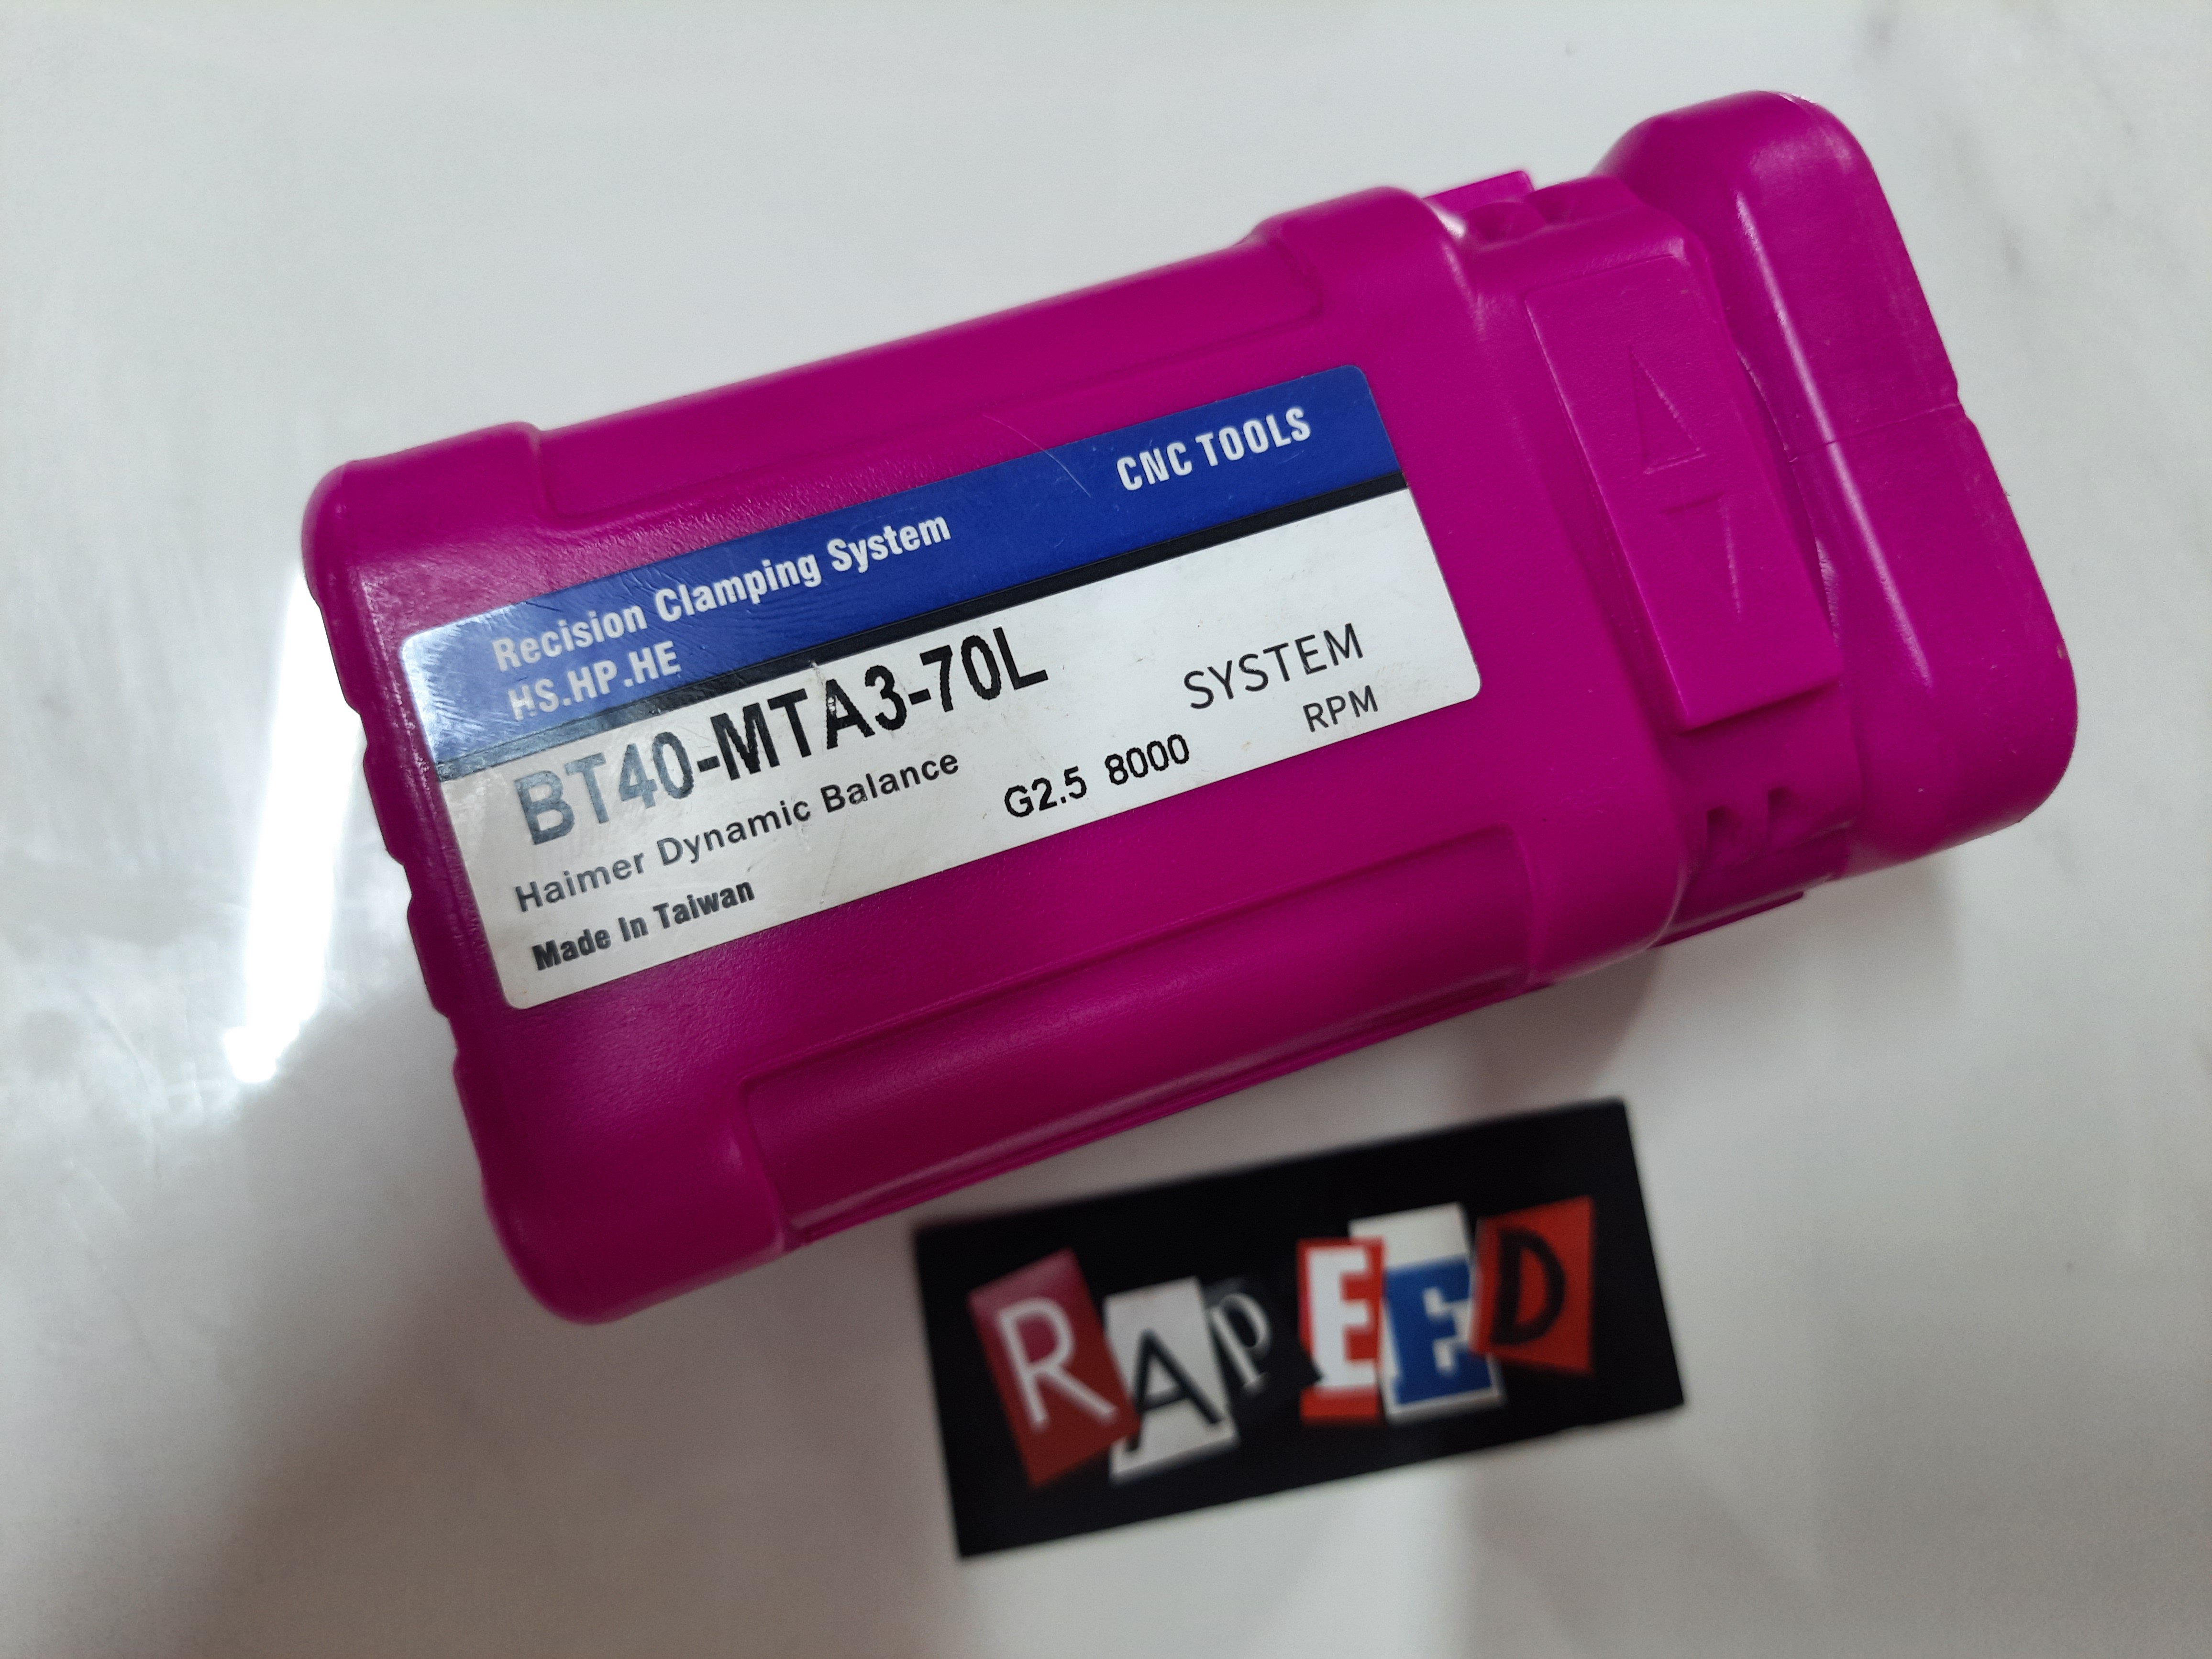 Recision Clamping System
HS.HP.HE
CNC TOOLS
BT40-MTA3-70L
SYSTEM
Haimer Dynamic Balance
G2.5 8000
RPM
Made In Taiwan
RAPEED